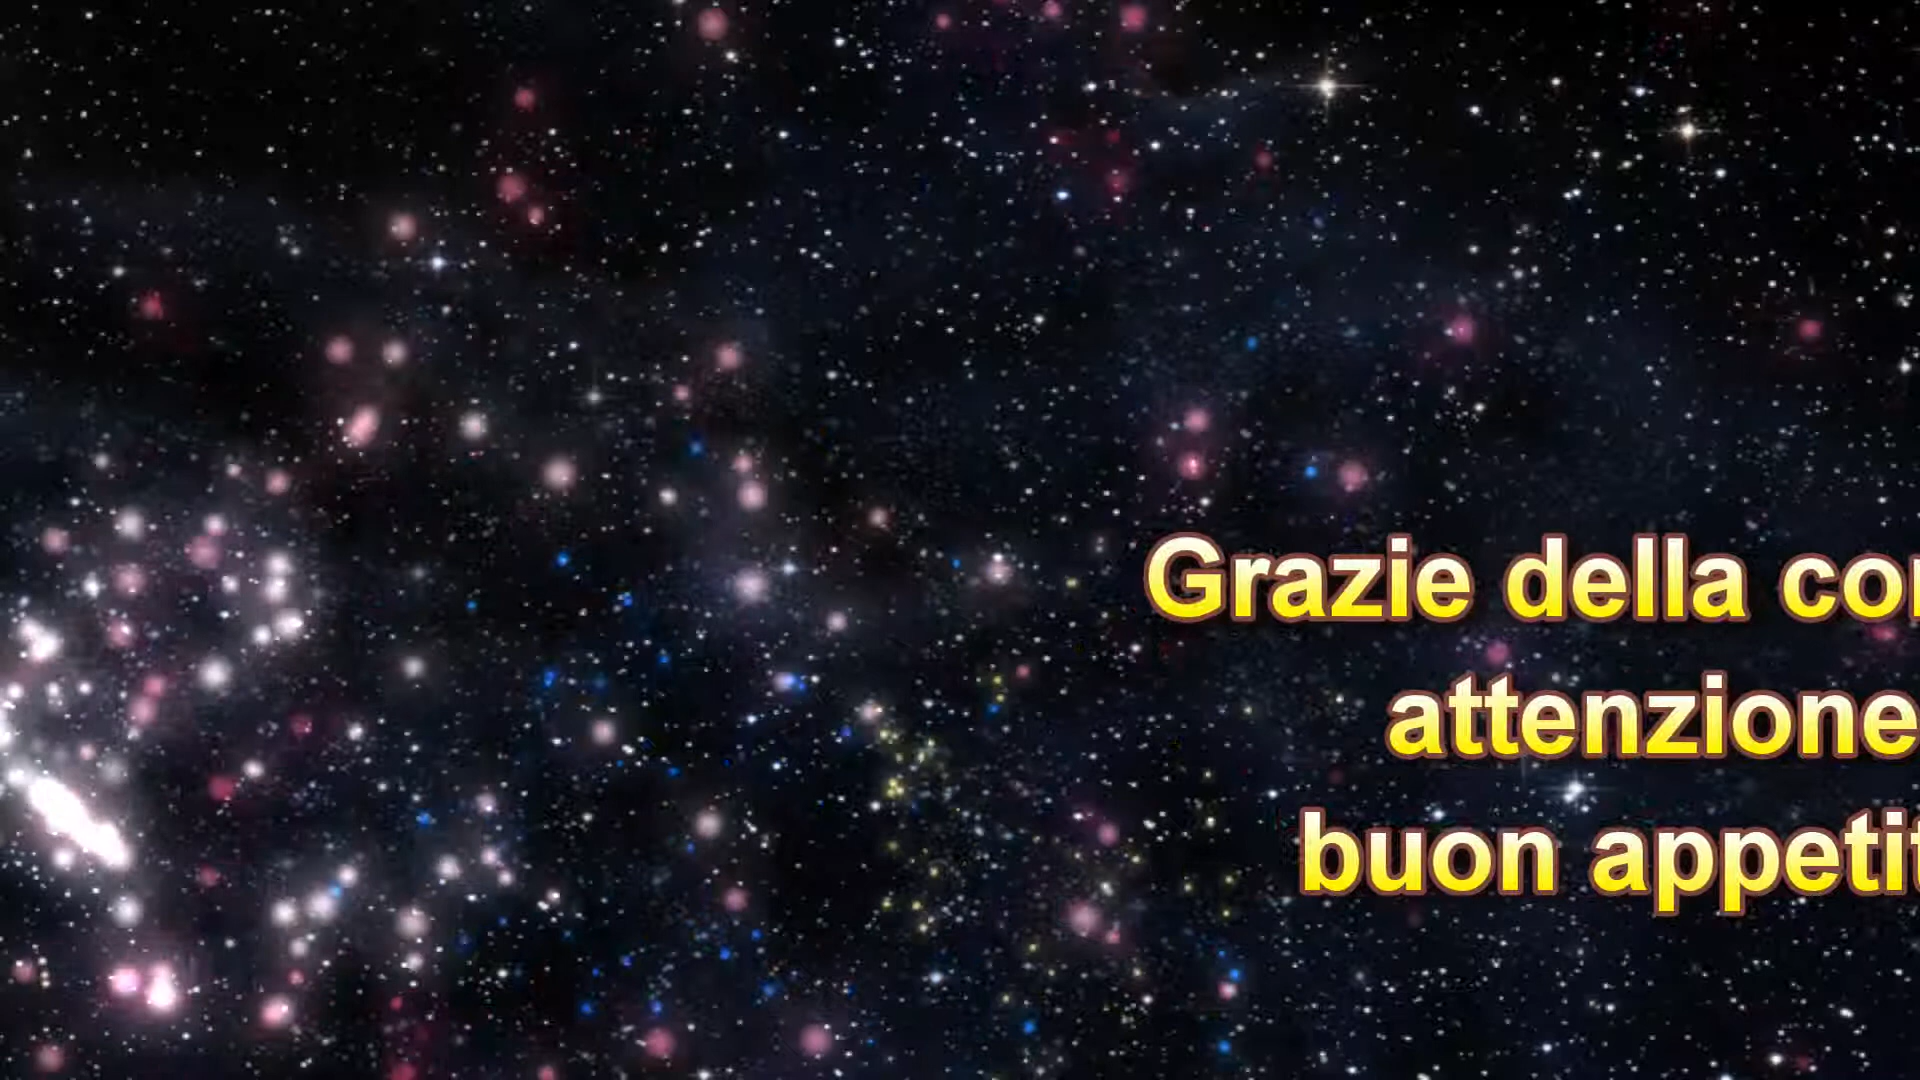 Grazie della co
attenzione
buon appeti